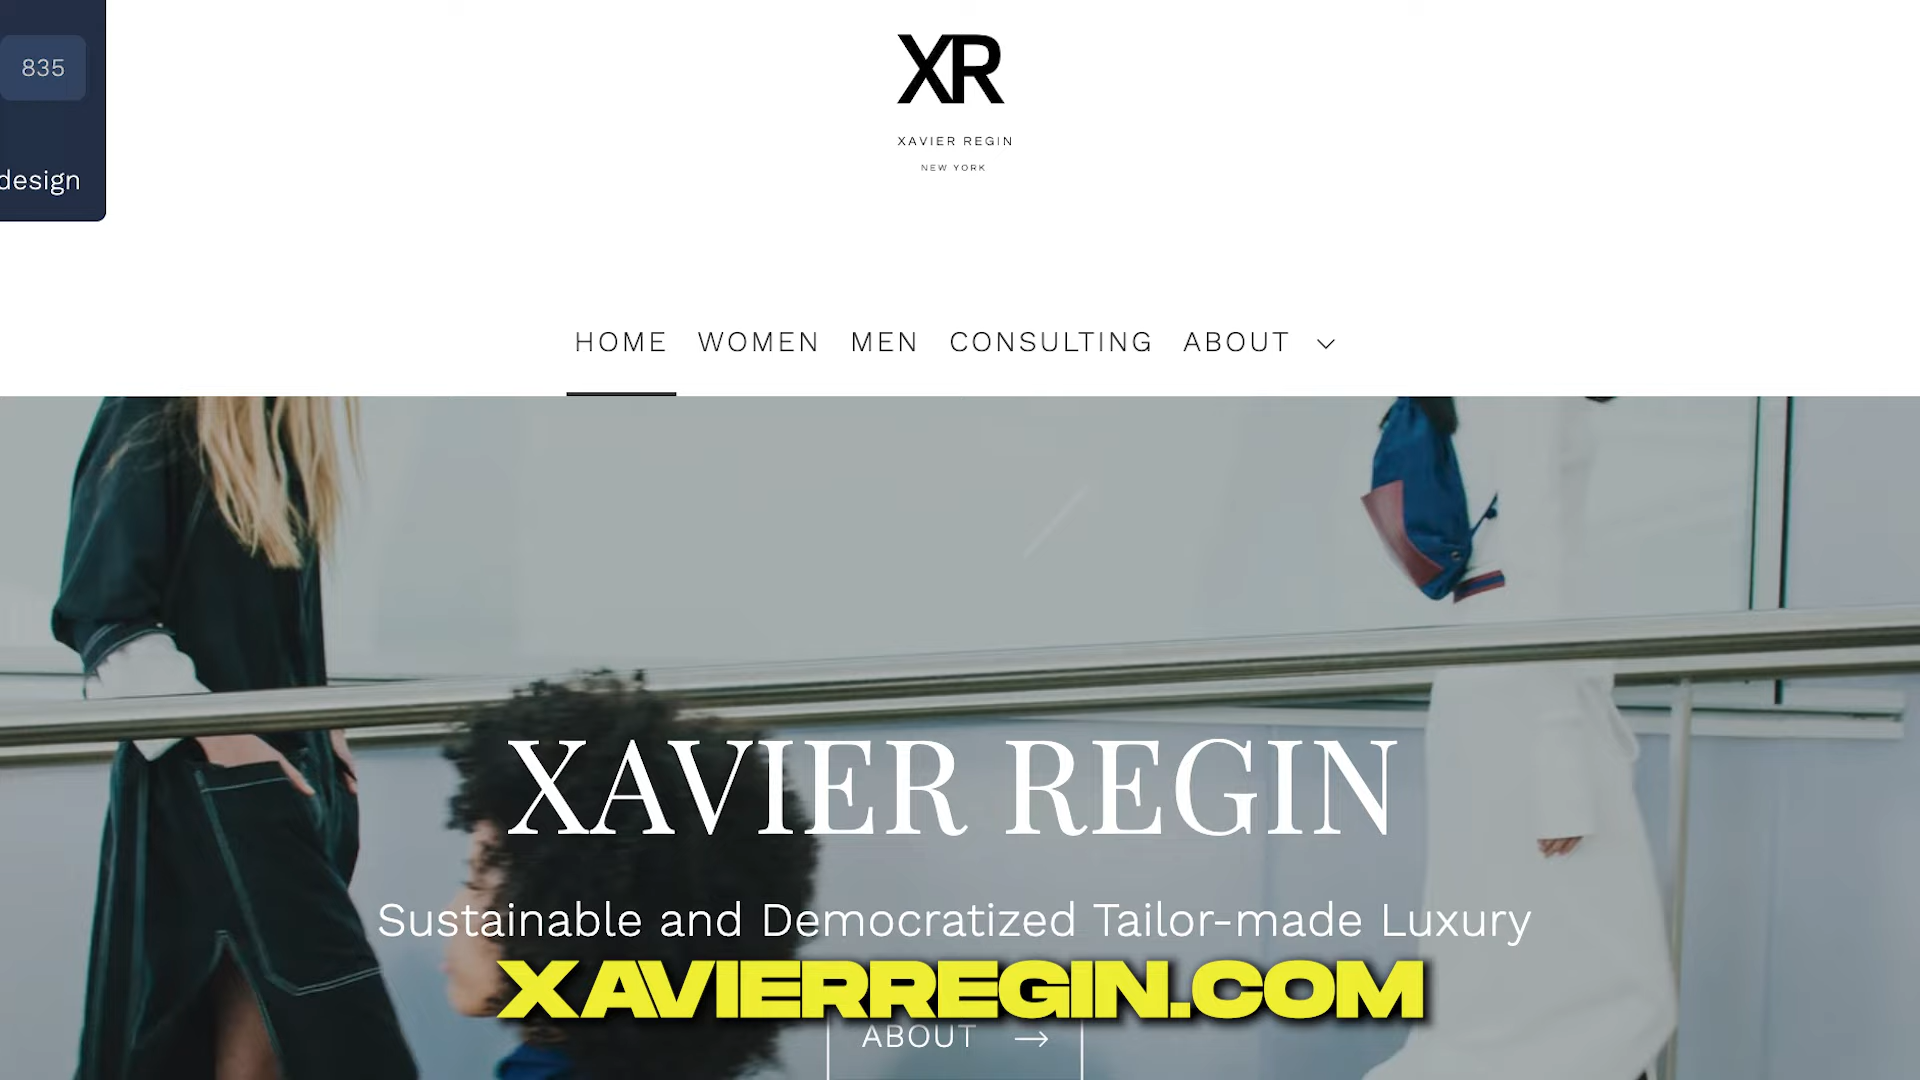 835
design
XR
XAVIER REGIN
NEW YORK
HOME WOMEN MEN CONSULTING ABOUT
XAVIER REGIN
Sustainable and Democratized Tailor-made Luxury
XAVIERREGIN.COM
ABOUT →